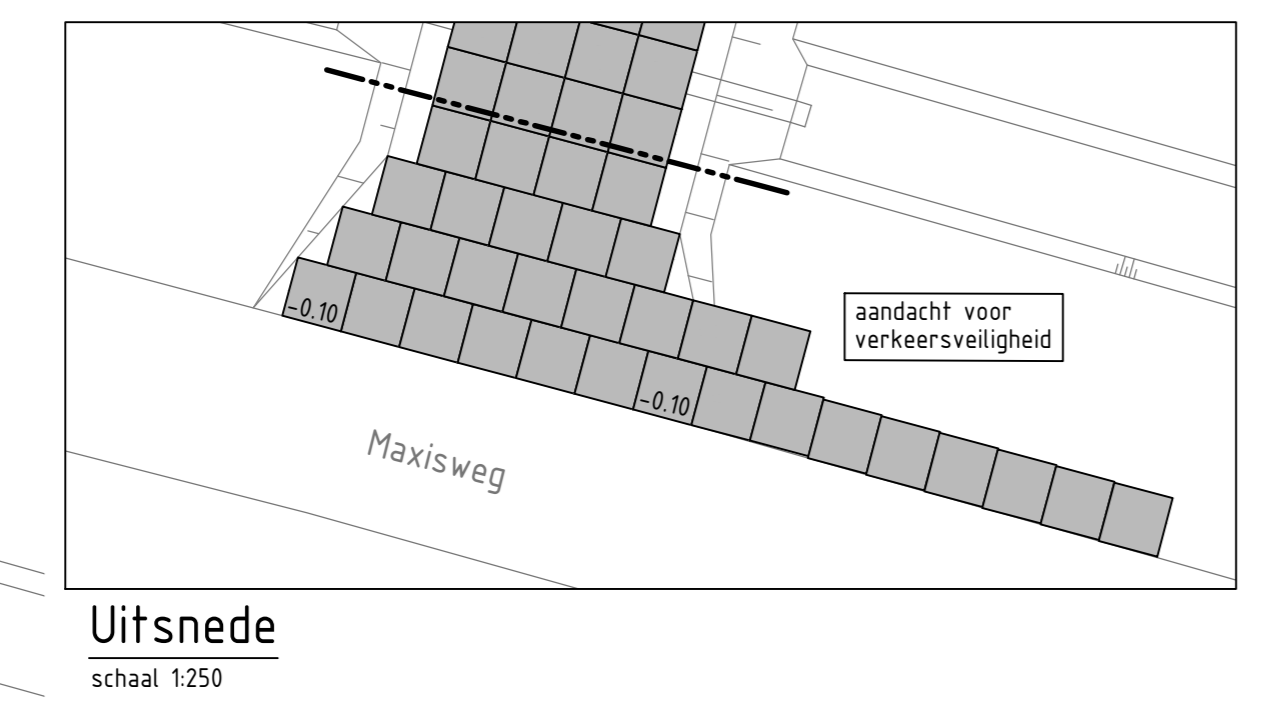 -0.10
aandacht voor
verkeersveiligheid
-0.10
Maxisweg
Uitsnede
schaal 1:250